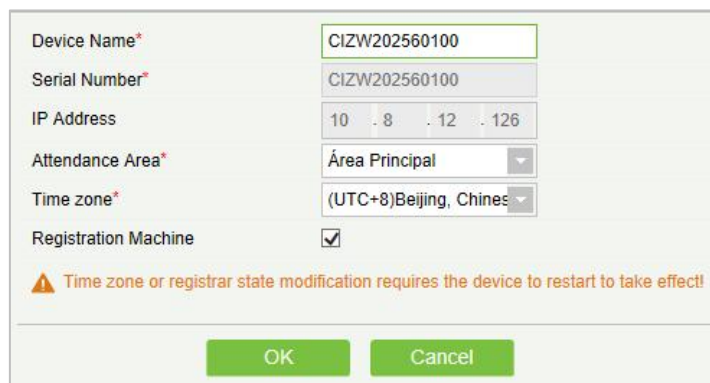 Device Name* CIZW202560100
Serial Number* CIZW202560100
IP Address 10 . 8 . 12 . 126
Attendance Area* Área Principal
Time zone* (UTC+8)Beijing, Chines
Registration Machine
Time zone or registrar state modification requires the device to restart to take effect!
OK Cancel